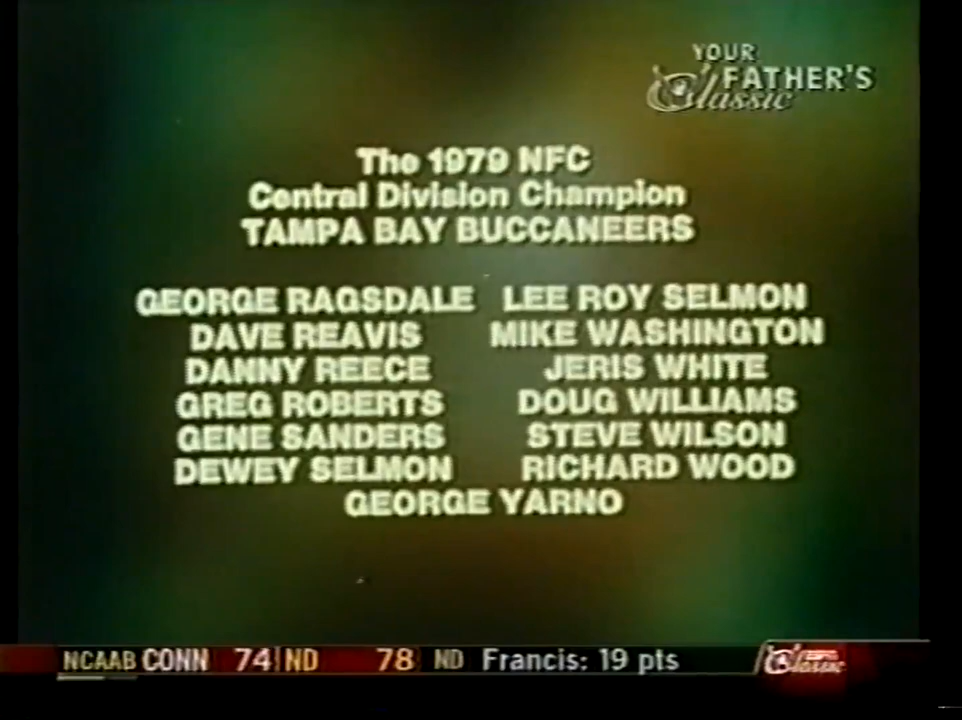 YOUR
FATHER'S
Classic
The 1979 NFC
Central Division Champion
TAMPA BAY BUCCANEERS
GEORGE RAGSDALE LEE ROY SELMON
DAVE REAVIS MIKE WASHINGTON
DANNY REECE JERIS WHITE
GREG ROBERTS DOUG WILLIAMS
GENE SANDERS STEVE WILSON
DEWEY SELMON RICHARD WOOD
GEORGE YARNO
NCAAB CONN 74 ND 78 ND Francis: 19 pts
ESPN
Classic